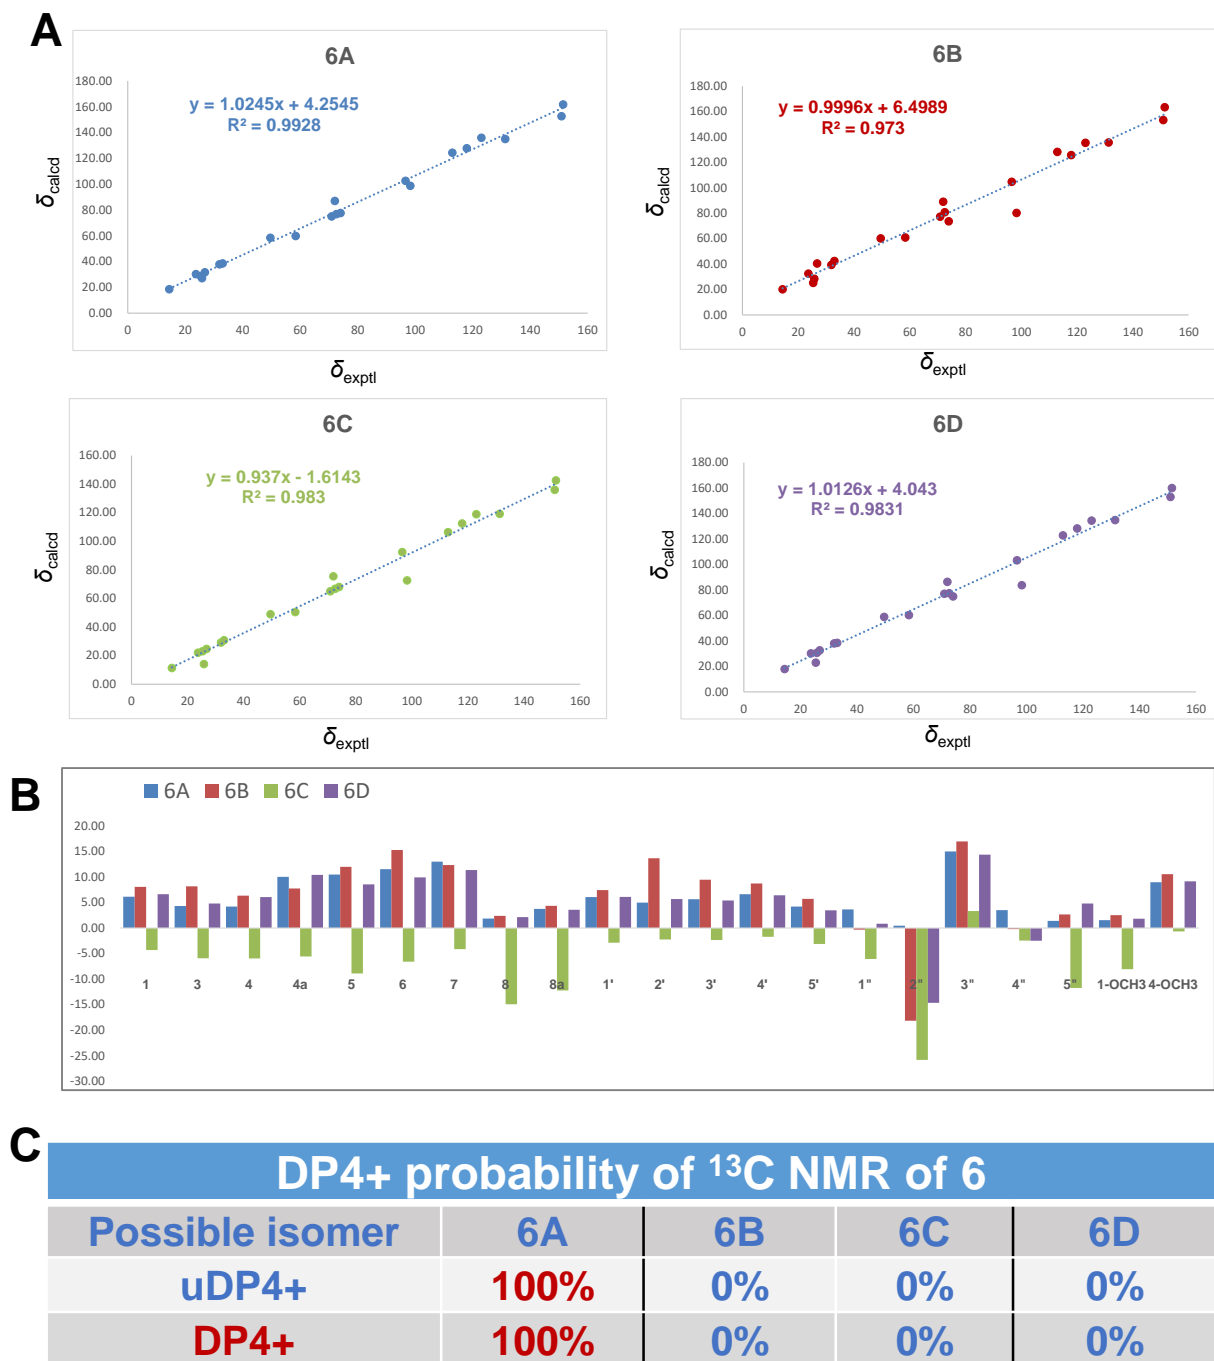 A
6A
y = 1.0245x + 4.2545
R² = 0.9928
180.00
160.00
140.00
120.00
100.00
80.00
60.00
40.00
20.00
0.00
0 20 40 60 80 100 120 140 160
δcalcd
δexptl
6B
y = 0.9996x + 6.4989
R² = 0.973
180.00
160.00
140.00
120.00
100.00
80.00
60.00
40.00
20.00
0.00
0 20 40 60 80 100 120 140 160
δcalcd
δexptl
6C
y = 0.937x - 1.6143
R² = 0.983
160.00
140.00
120.00
100.00
80.00
60.00
40.00
20.00
0.00
0 20 40 60 80 100 120 140 160
δcalcd
δexptl
6D
y = 1.0126x + 4.043
R² = 0.9831
180.00
160.00
140.00
120.00
100.00
80.00
60.00
40.00
20.00
0.00
0 20 40 60 80 100 120 140 160
δcalcd
δexptl
B
6A 6B 6C 6D
20.00
15.00
10.00
5.00
0.00
-5.00
-10.00
-15.00
-20.00
-25.00
-30.00
1 3 4 4a 5 6 7 8 8a 1' 2' 3' 4' 5' 1" 2" 3" 4" 5" 1-OCH3 4-OCH3
C
DP4+ probability of ¹³C NMR of 6
Possible isomer 6A 6B 6C 6D
uDP4+ 100% 0% 0% 0%
DP4+ 100% 0% 0% 0%